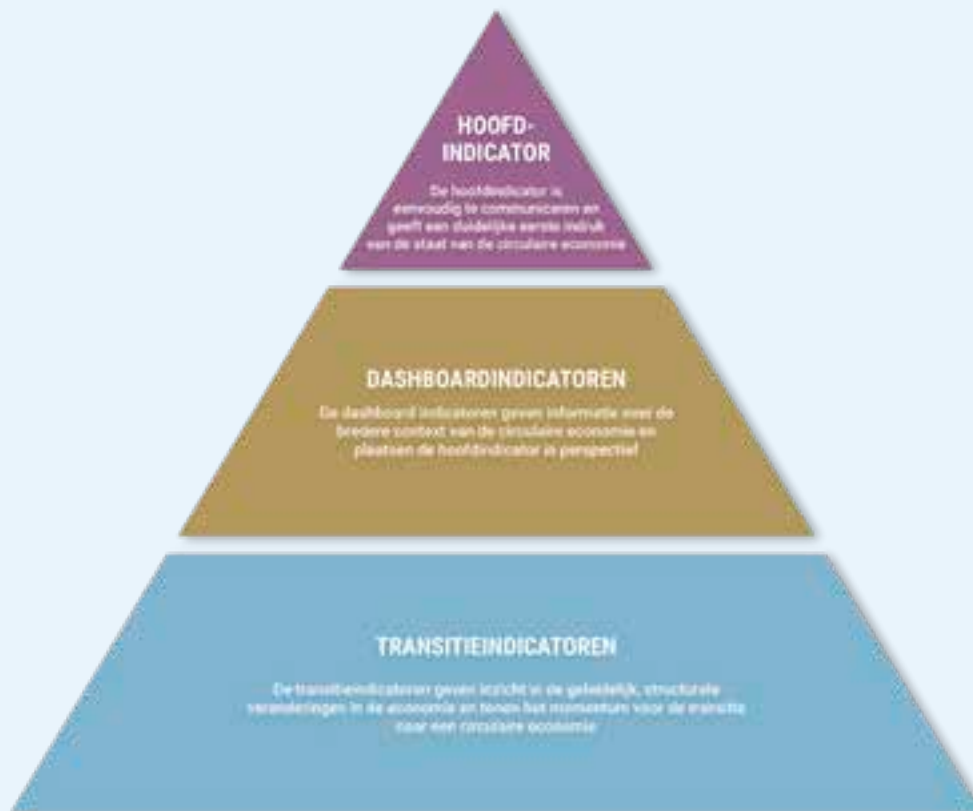 HOOFD-
INDICATOR
De hoofdindicator is
eenvoudig te communiceren en
geeft een duidelijke eerste indruk
van de staat van de circulaire economie
DASHBOARDINDICATOREN
De dashboard indicatoren geven informatie over de
bredere context van de circulaire economie en
plaatsen de hoofdindicator in perspectief
TRANSITIEINDICATOREN
De transitieindicatoren geven inzicht in de geleidelijk, structurele
veranderingen in de economie en tonen het momentum voor de transitie
naar een circulaire economie